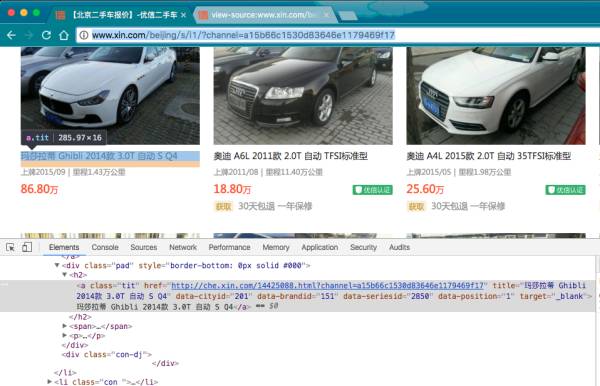 【北京二手车报价】-优信二手车
view-source:www.xin.com/bei
www.xin.com/beijing/s/i1/?channel=a15b66c1530d83646e1179469f17
a.tit 285.97×16
玛莎拉蒂 Ghibli 2014款 3.0T 自动 S Q4
奥迪 A6L 2011款 2.0T 自动 TFSI标准型
奥迪 A4L 2015款 2.0T 自动 35TFSI标准型
上牌2015/09 | 里程1.43万公里
上牌2011/08 | 里程11.40万公里
上牌2015/05 | 里程1.98万公里
86.80万
18.80万
优信认证
25.60万
优信认证
获取 30天包退 一年保修
获取 30天包退 一年保修
Elements Console Sources Network Performance Memory Application Security Audits
</a>
▼<div class="pad" style="border-bottom: 0px solid #000">
▼<h2>
<a class="tit" href="http://che.xin.com/14425088.html?channel=a15b66c1530d83646e1179469f17" title="玛莎拉蒂 Ghibli
2014款 3.0T 自动 S Q4" data-cityid="201" data-brandid="151" data-seriesid="2850" data-position="1" target="_blank">
玛莎拉蒂 Ghibli 2014款 3.0T 自动 S Q4</a> == $0
</h2>
▶<span>…</span>
▶<p>…</p>
</div>
<div class="con-dj">
</div>
</li>
▶<li class="con ">…</li>